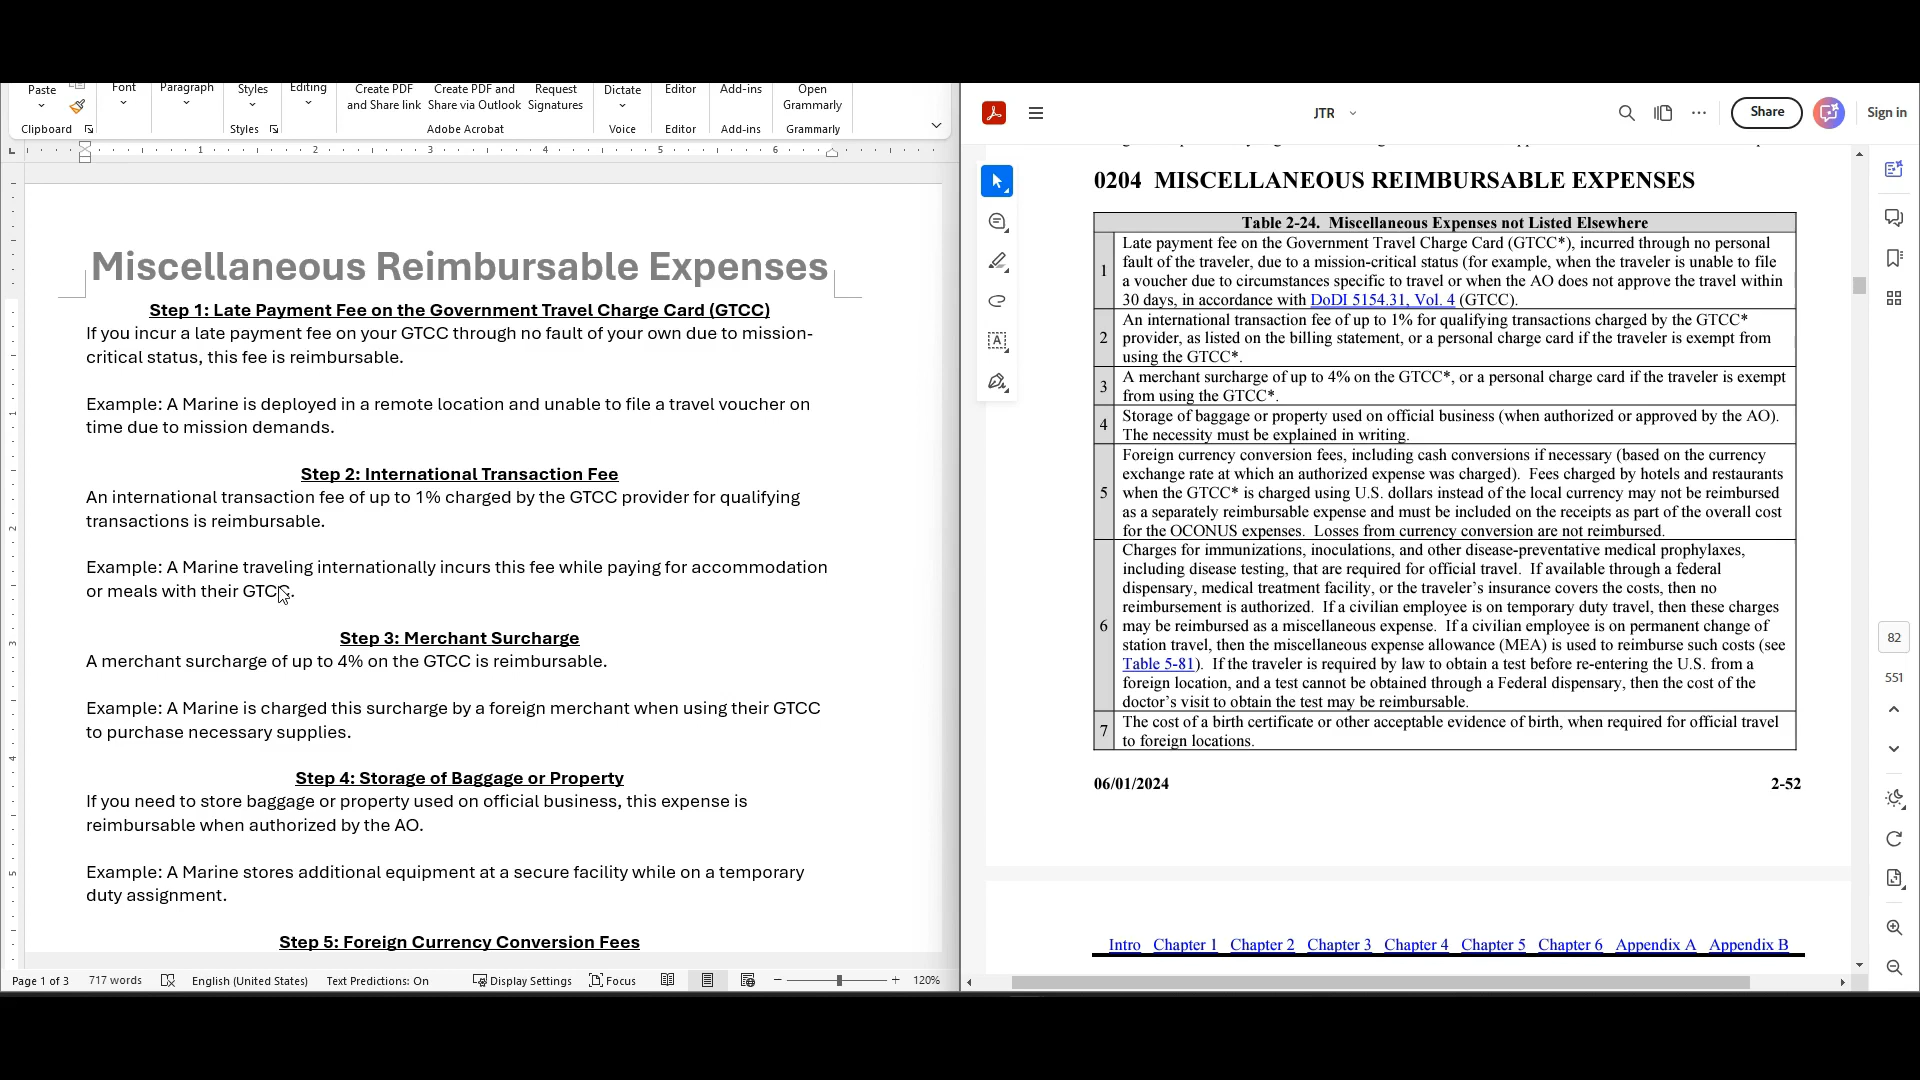 Paste
Font
Paragraph
Styles
Editing
Create PDF and Share link
Create PDF and Share via Outlook
Request Signatures
Dictate
Editor
Add-ins
Open Grammarly
Clipboard
Styles
Adobe Acrobat
Voice
Editor
Add-ins
Grammarly
1 2 3 4 5 6
Miscellaneous Reimbursable Expenses
Step 1: Late Payment Fee on the Government Travel Charge Card (GTCC)
If you incur a late payment fee on your GTCC through no fault of your own due to mission-
critical status, this fee is reimbursable.
Example: A Marine is deployed in a remote location and unable to file a travel voucher on
time due to mission demands.
Step 2: International Transaction Fee
An international transaction fee of up to 1% charged by the GTCC provider for qualifying
transactions is reimbursable.
Example: A Marine traveling internationally incurs this fee while paying for accommodation
or meals with their GTCC.
Step 3: Merchant Surcharge
A merchant surcharge of up to 4% on the GTCC is reimbursable.
Example: A Marine is charged this surcharge by a foreign merchant when using their GTCC
to purchase necessary supplies.
Step 4: Storage of Baggage or Property
If you need to store baggage or property used on official business, this expense is
reimbursable when authorized by the AO.
Example: A Marine stores additional equipment at a secure facility while on a temporary
duty assignment.
Step 5: Foreign Currency Conversion Fees
Page 1 of 3 717 words English (United States) Text Predictions: On Display Settings Focus 120%
JTR
Share
Sign in
0204 MISCELLANEOUS REIMBURSABLE EXPENSES
Table 2-24. Miscellaneous Expenses not Listed Elsewhere
1 Late payment fee on the Government Travel Charge Card (GTCC*), incurred through no personal
fault of the traveler, due to a mission-critical status (for example, when the traveler is unable to file
a voucher due to circumstances specific to travel or when the AO does not approve the travel within
30 days, in accordance with DoDI 5154.31, Vol. 4 (GTCC).
2 An international transaction fee of up to 1% for qualifying transactions charged by the GTCC*
provider, as listed on the billing statement, or a personal charge card if the traveler is exempt from
using the GTCC*.
3 A merchant surcharge of up to 4% on the GTCC*, or a personal charge card if the traveler is exempt
from using the GTCC*.
4 Storage of baggage or property used on official business (when authorized or approved by the AO).
The necessity must be explained in writing.
5 Foreign currency conversion fees, including cash conversions if necessary (based on the currency
exchange rate at which an authorized expense was charged). Fees charged by hotels and restaurants
when the GTCC* is charged using U.S. dollars instead of the local currency may not be reimbursed
as a separately reimbursable expense and must be included on the receipts as part of the overall cost
for the OCONUS expenses. Losses from currency conversion are not reimbursed.
6 Charges for immunizations, inoculations, and other disease-preventative medical prophylaxes,
including disease testing, that are required for official travel. If available through a federal
dispensary, medical treatment facility, or the traveler's insurance covers the costs, then no
reimbursement is authorized. If a civilian employee is on temporary duty travel, then these charges
may be reimbursed as a miscellaneous expense. If a civilian employee is on permanent change of
station travel, then the miscellaneous expense allowance (MEA) is used to reimburse such costs (see
Table 5-81). If the traveler is required by law to obtain a test before re-entering the U.S. from a
foreign location, and a test cannot be obtained through a Federal dispensary, then the cost of the
doctor's visit to obtain the test may be reimbursable.
7 The cost of a birth certificate or other acceptable evidence of birth, when required for official travel
to foreign locations.
06/01/2024 2-52
Intro Chapter 1 Chapter 2 Chapter 3 Chapter 4 Chapter 5 Chapter 6 Appendix A Appendix B
82
551